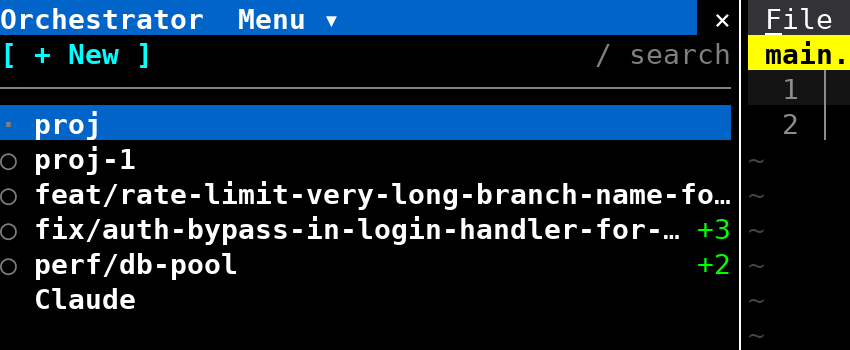 Orchestrator  Menu ▾  ×
[ + New ]  / search
· proj
○ proj-1
○ feat/rate-limit-very-long-branch-name-fo…
○ fix/auth-bypass-in-login-handler-for-… +3
○ perf/db-pool +2
Claude
File
main.
1
2
~
~
~
~
~
~